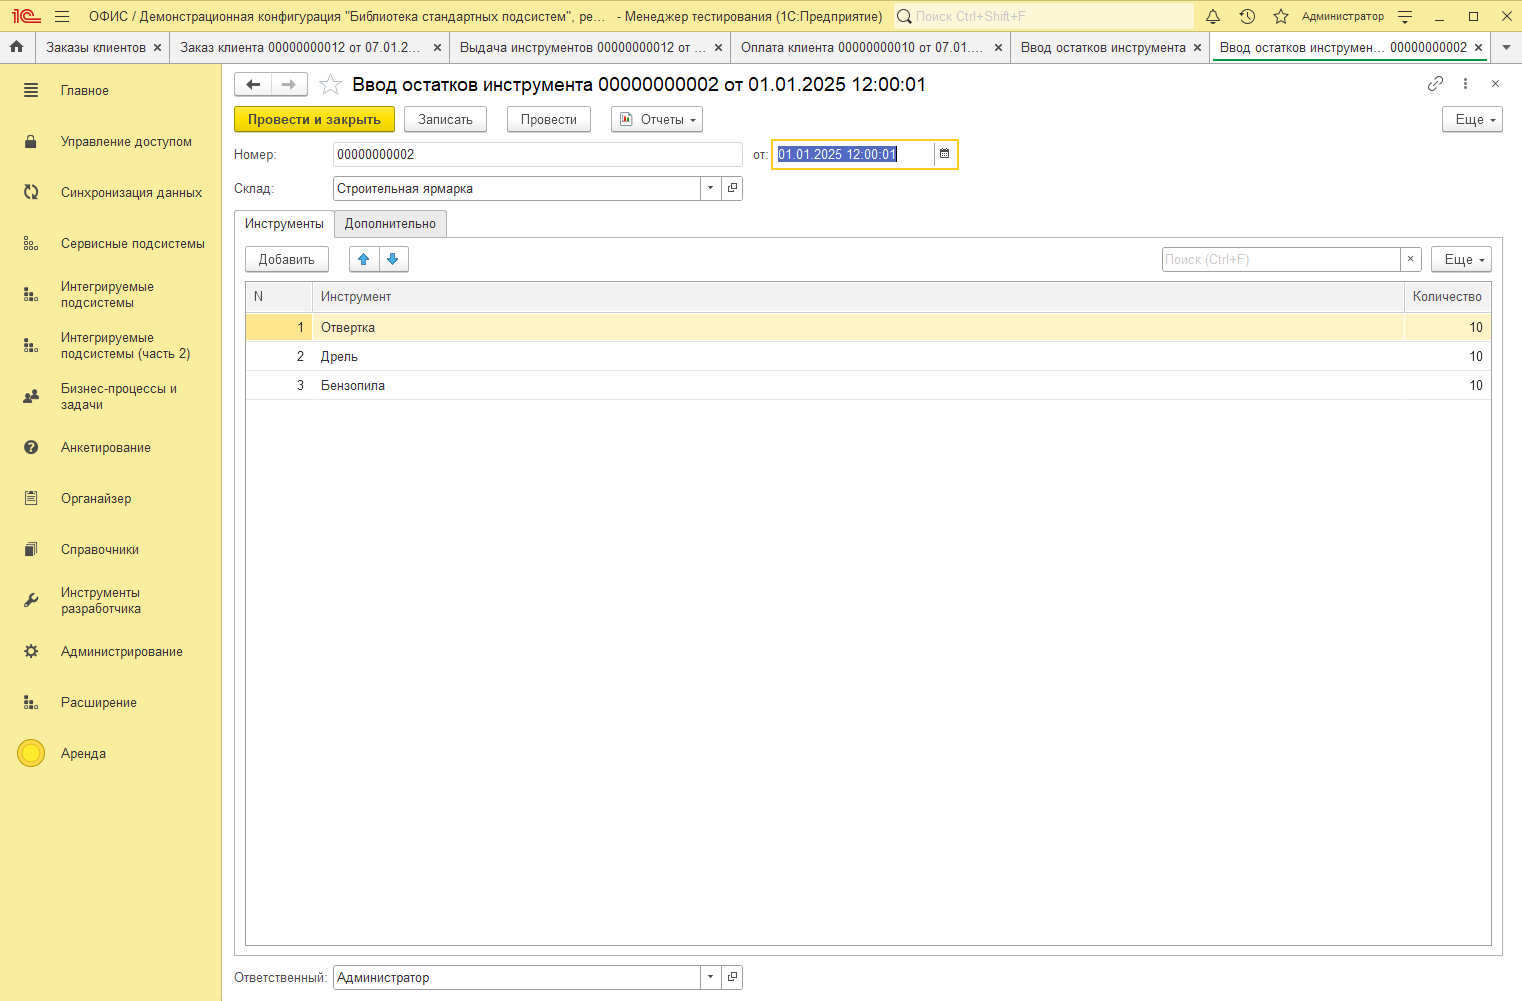 ОФИС / Демонстрационная конфигурация "Библиотека стандартных подсистем", ре... - Менеджер тестирования (1С:Предприятие)
Поиск Ctrl+Shift+F
Администратор
Заказы клиентов
Заказ клиента 00000000012 от 07.01.2...
Выдача инструментов 00000000012 от ...
Оплата клиента 00000000010 от 07.01....
Ввод остатков инструмента
Ввод остатков инструмен... 00000000002
Главное
Управление доступом
Синхронизация данных
Сервисные подсистемы
Интегрируемые
подсистемы
Интегрируемые
подсистемы (часть 2)
Бизнес-процессы и
задачи
Анкетирование
Органайзер
Справочники
Инструменты
разработчика
Администрирование
Расширение
Аренда
Ввод остатков инструмента 00000000002 от 01.01.2025 12:00:01
Провести и закрыть
Записать
Провести
Отчеты
Еще
Номер:
00000000002
от:
01.01.2025 12:00:01
Склад:
Строительная ярмарка
Инструменты
Дополнительно
Добавить
Поиск (Ctrl+F)
Еще
N Инструмент Количество
1 Отвертка 10
2 Дрель 10
3 Бензопила 10
Ответственный:
Администратор